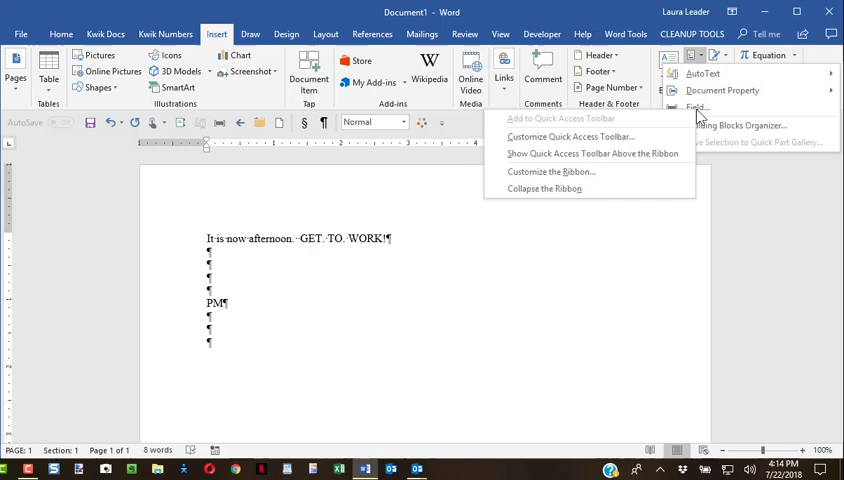 Document1 - Word
Laura Leader
File Home Kwik Docs Kwik Numbers Insert Draw Design Layout References Mailings Review View Developer Word Tools CLEANUP TOOLS Tell me
Pages
Table
Pictures
Online Pictures
Shapes
Icons
3D Models
SmartArt
Chart
Screenshot
Document
Item
Store
My Add-ins
Wikipedia
Online
Video
Links
Comment
Header
Footer
Page Number
Equation
Tables
Illustrations
Add-ins
Media
Comments
Header & Footer
AutoText
Document Property
Field...
Building Blocks Organizer...
Save Selection to Quick Part Gallery...
Add to Quick Access Toolbar
Customize Quick Access Toolbar...
Show Quick Access Toolbar Above the Ribbon
Customize the Ribbon...
Collapse the Ribbon
AutoSave Off
Normal
1 2 3 4
It·is·now·afternoon.··GET.·TO.·WORK!¶
¶
¶
¶
¶
PM¶
¶
¶
¶
PAGE: 1 Section: 1 Page 1 of 1 8 words 100%
4:14 PM
7/22/2018